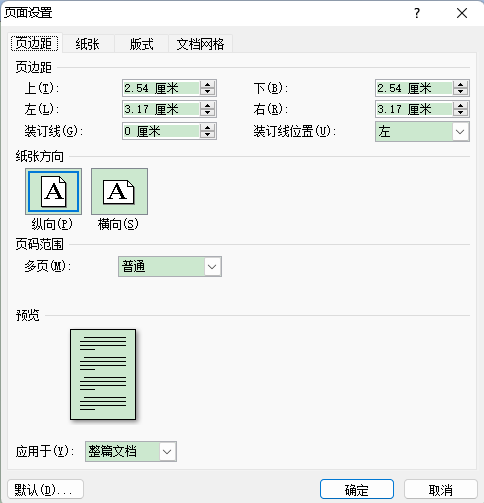 页面设置
页边距 纸张 版式 文档网格
页边距
上(T): 2.54 厘米 下(B): 2.54 厘米
左(L): 3.17 厘米 右(R): 3.17 厘米
装订线(G): 0 厘米 装订线位置(U): 左
纸张方向
A A
纵向(P) 横向(S)
页码范围
多页(M): 普通
预览
应用于(Y): 整篇文档
默认(D)... 确定 取消